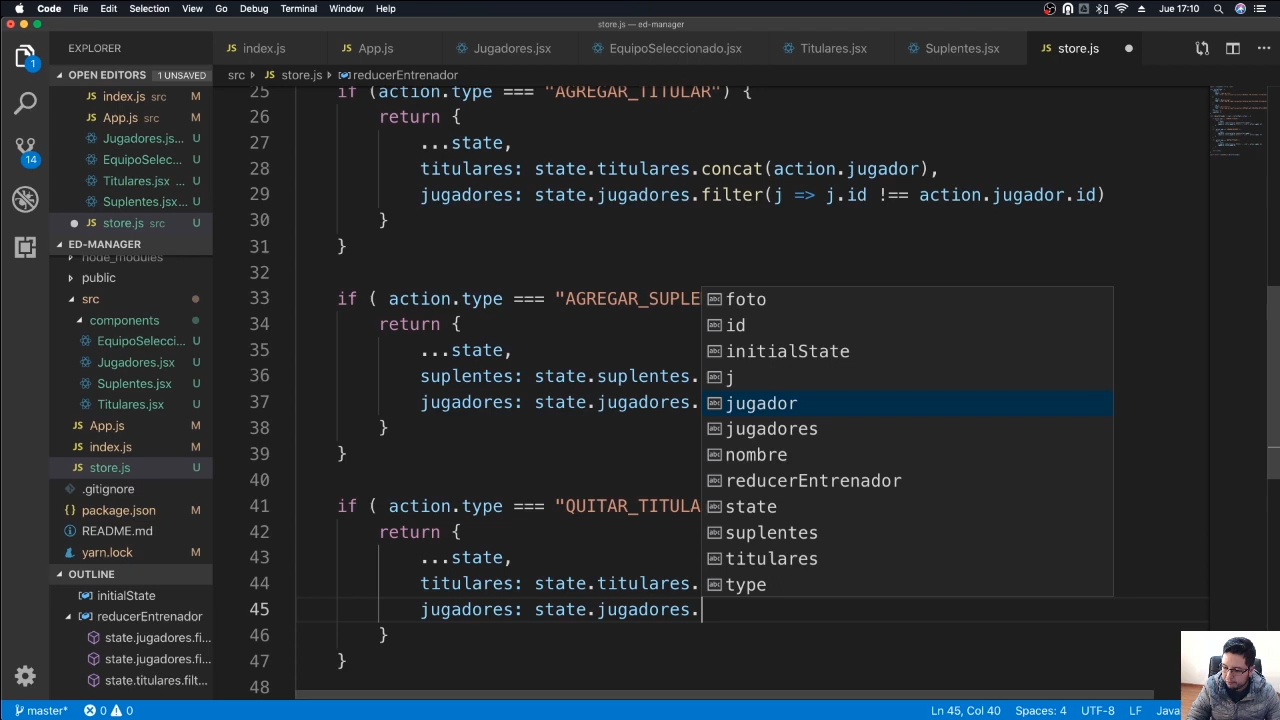 Code File Edit Selection View Go Debug Terminal Window Help Jue 17:10
store.js — ed-manager
EXPLORER
index.js App.js Jugadores.jsx EquipoSeleccionado.jsx Titulares.jsx Suplentes.jsx store.js
OPEN EDITORS 1 UNSAVED
src > store.js > reducerEntrenador
index.js src M
App.js src M
Jugadores.js... U
EquipoSelec... U
Titulares.jsx ... U
Suplentes.jsx... U
store.js src U
ED-MANAGER
node_modules
public
src
components
EquipoSelecci... U
Jugadores.jsx U
Suplentes.jsx U
Titulares.jsx U
App.js M
index.js M
store.js U
.gitignore
package.json M
README.md
yarn.lock M
OUTLINE
initialState
reducerEntrenador
state.jugadores.fi...
state.jugadores.fi...
state.titulares.filt...
1
14
25 if (action.type === "AGREGAR_TITULAR") {
26 return {
27 ...state,
28 titulares: state.titulares.concat(action.jugador),
29 jugadores: state.jugadores.filter(j => j.id !== action.jugador.id)
30 }
31 }
32
33 if ( action.type === "AGREGAR_SUPLE
34 return {
35 ...state,
36 suplentes: state.suplentes.
37 jugadores: state.jugadores.
38 }
39 }
40
41 if ( action.type === "QUITAR_TITULA
42 return {
43 ...state,
44 titulares: state.titulares.
45 jugadores: state.jugadores.
46 }
47 }
48
foto
id
initialState
j
jugador
jugadores
nombre
reducerEntrenador
state
suplentes
titulares
type
master* 0 0 Ln 45, Col 40 Spaces: 4 UTF-8 LF Java